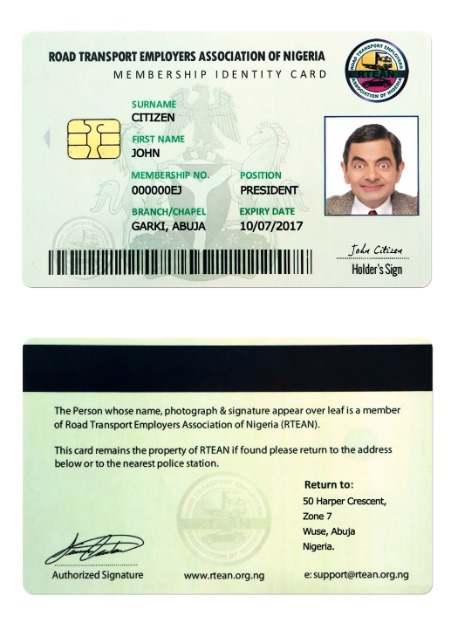 ROAD TRANSPORT EMPLOYERS ASSOCIATION OF NIGERIA
MEMBERSHIP IDENTITY CARD
ROAD TRANSPORT EMPLOYERS
RTEAN
ASSOCIATION OF NIGERIA
SURNAME
CITIZEN
FIRST NAME
JOHN
MEMBERSHIP NO. POSITION
000000EJ PRESIDENT
BRANCH/CHAPEL EXPIRY DATE
GARKI, ABUJA 10/07/2017
John Citizen
Holder's Sign
The Person whose name, photograph & signature appear over leaf is a member
of Road Transport Employers Association of Nigeria (RTEAN).
This card remains the property of RTEAN if found please return to the address
below or to the nearest police station.
Return to:
50 Harper Crescent,
Zone 7
Wuse, Abuja
Nigeria.
RTEAN
Authorized Signature www.rtean.org.ng e: support@rtean.org.ng